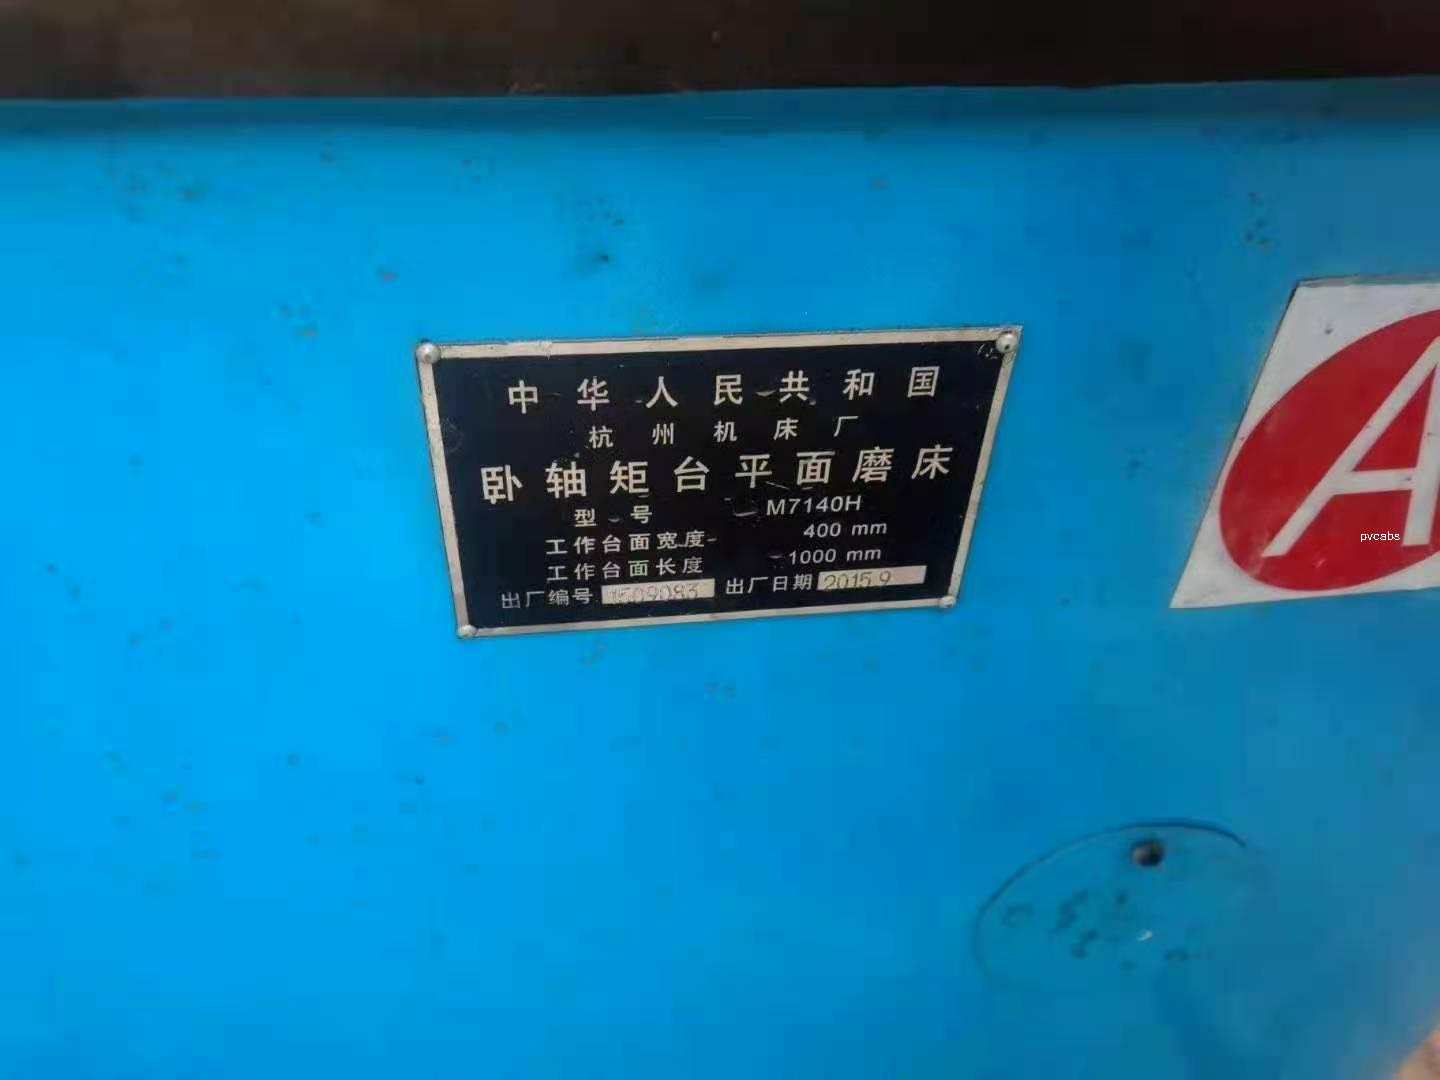 中华人民共和国
杭州机床厂
卧轴矩台平面磨床
型号 M7140H
工作台面宽度 400 mm
工作台面长度 1000 mm
出厂编号 1509083 出厂日期 2015.9
A
pvcabs